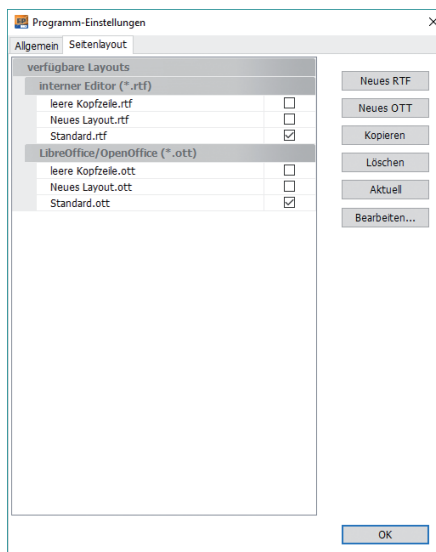 Programm-Einstellungen
Allgemein Seitenlayout
verfügbare Layouts
interner Editor (*.rtf)
leere Kopfzeile.rtf
Neues Layout.rtf
Standard.rtf
LibreOffice/OpenOffice (*.ott)
leere Kopfzeile.ott
Neues Layout.ott
Standard.ott
Neues RTF
Neues OTT
Kopieren
Löschen
Aktuell
Bearbeiten...
OK